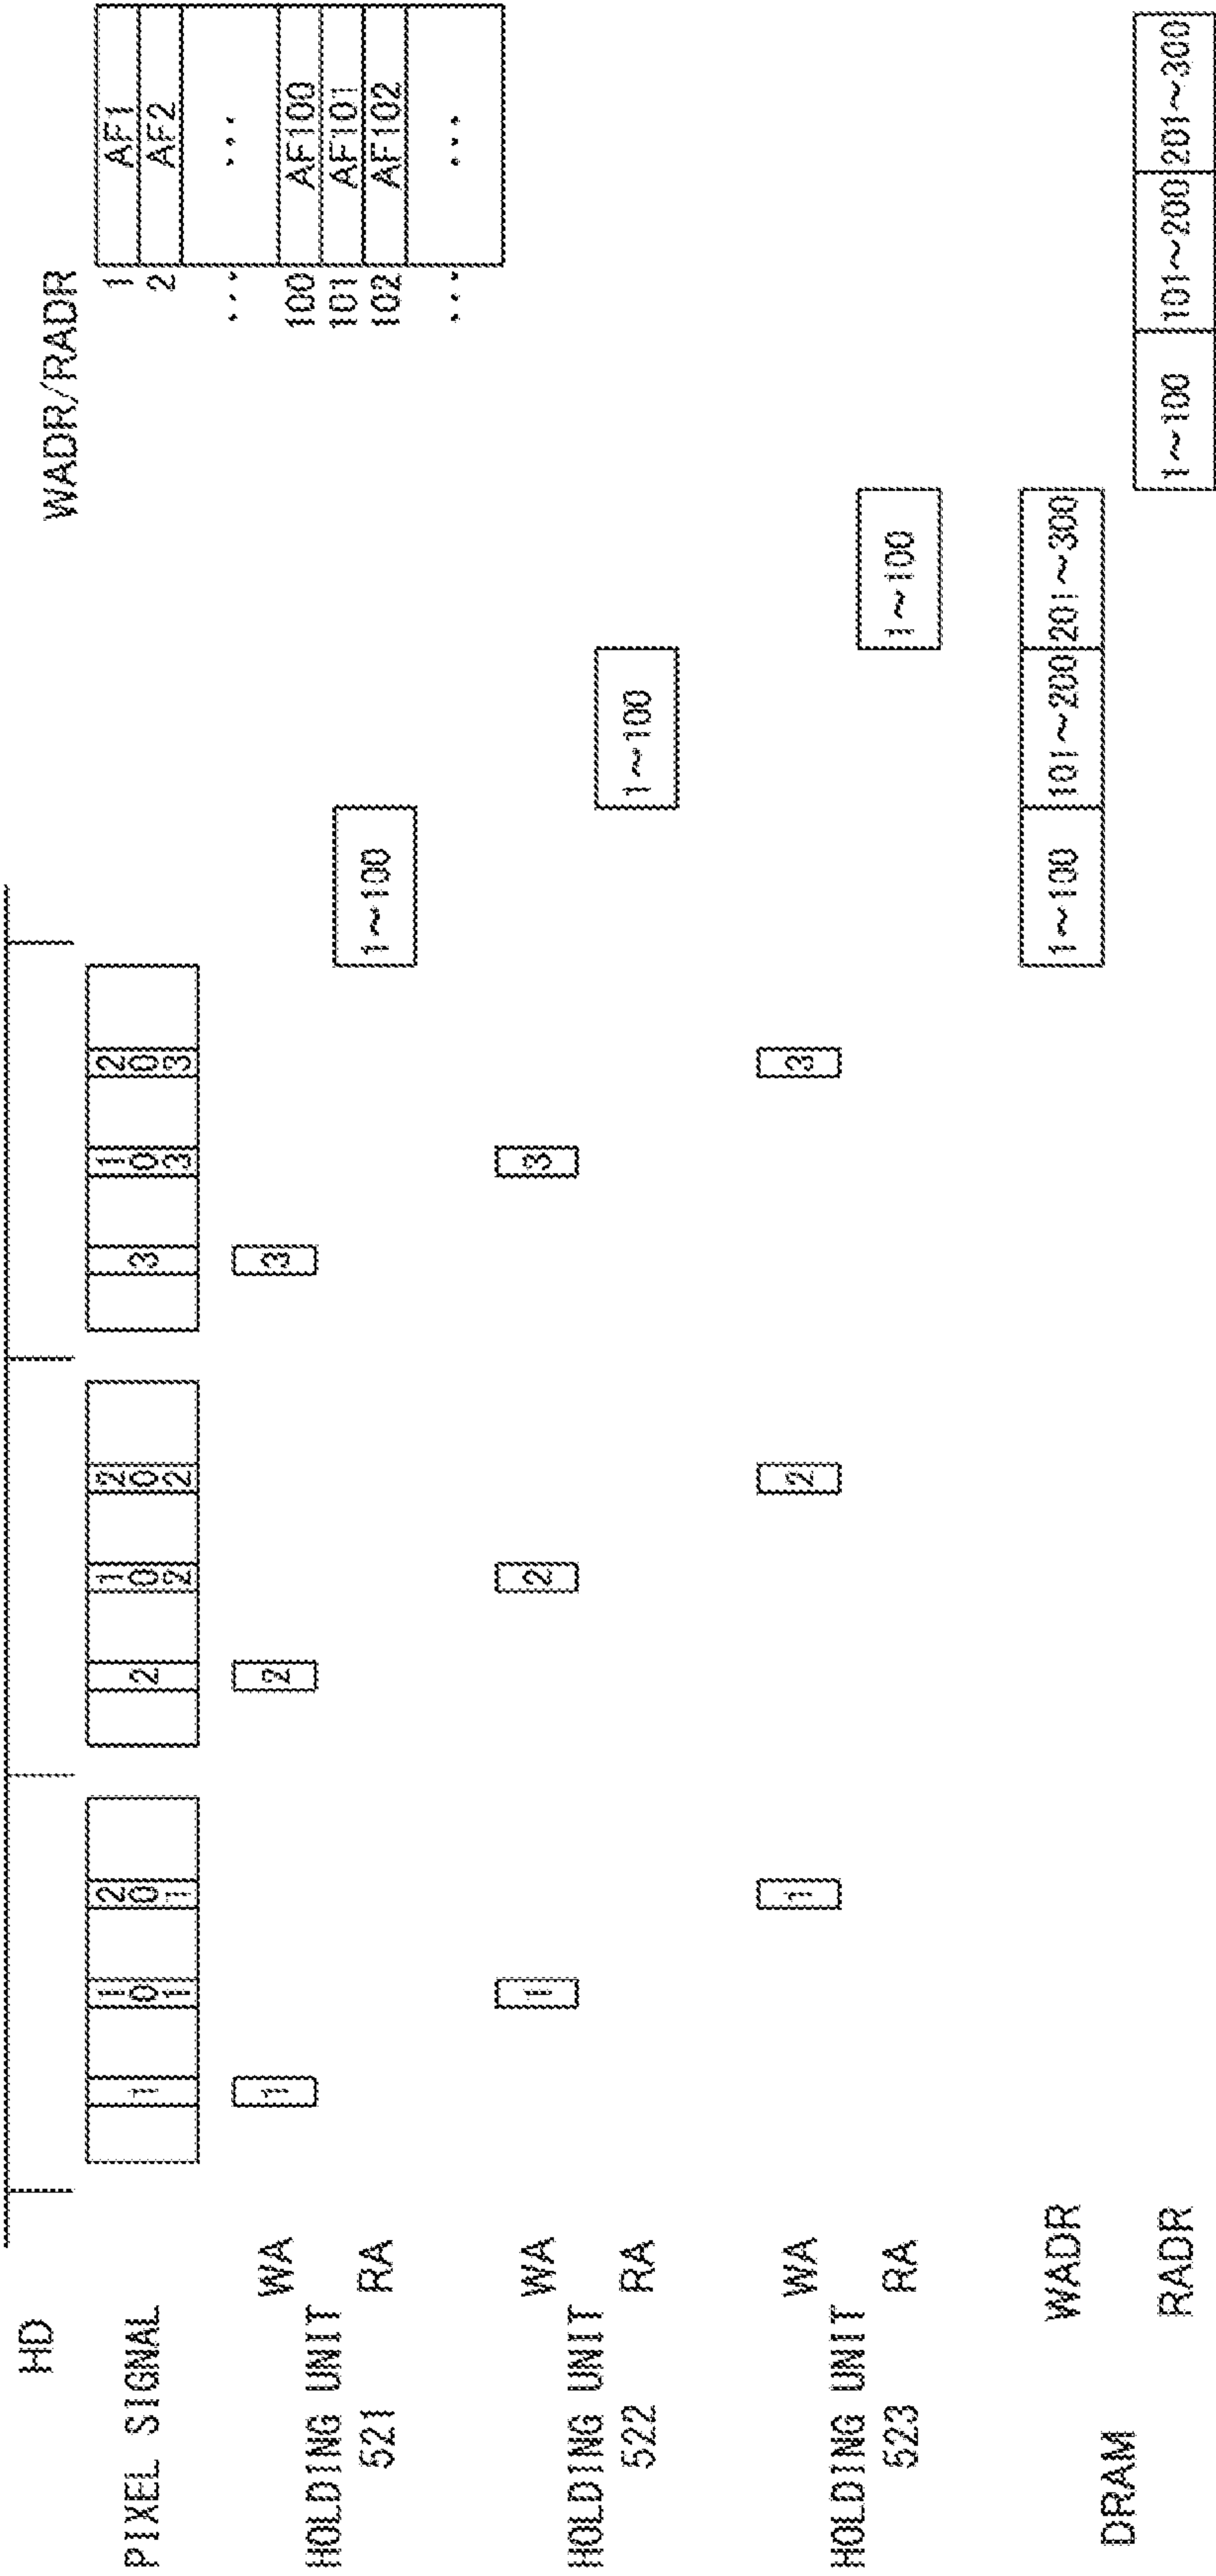 HD
PIXEL SIGNAL
1
101
201
2
102
202
3
103
203
HOLDING UNIT
521
WA
1
2
3
RA
1~100
HOLDING UNIT
522
WA
1
2
3
RA
1~100
HOLDING UNIT
523
WA
1
2
3
RA
1~100
DRAM
WADR
1~100
101~200
201~300
RADR
1~100
101~200
201~300
WADR/RADR
1 AF1
2 AF2
... ...
100 AF100
101 AF101
102 AF102
... ...